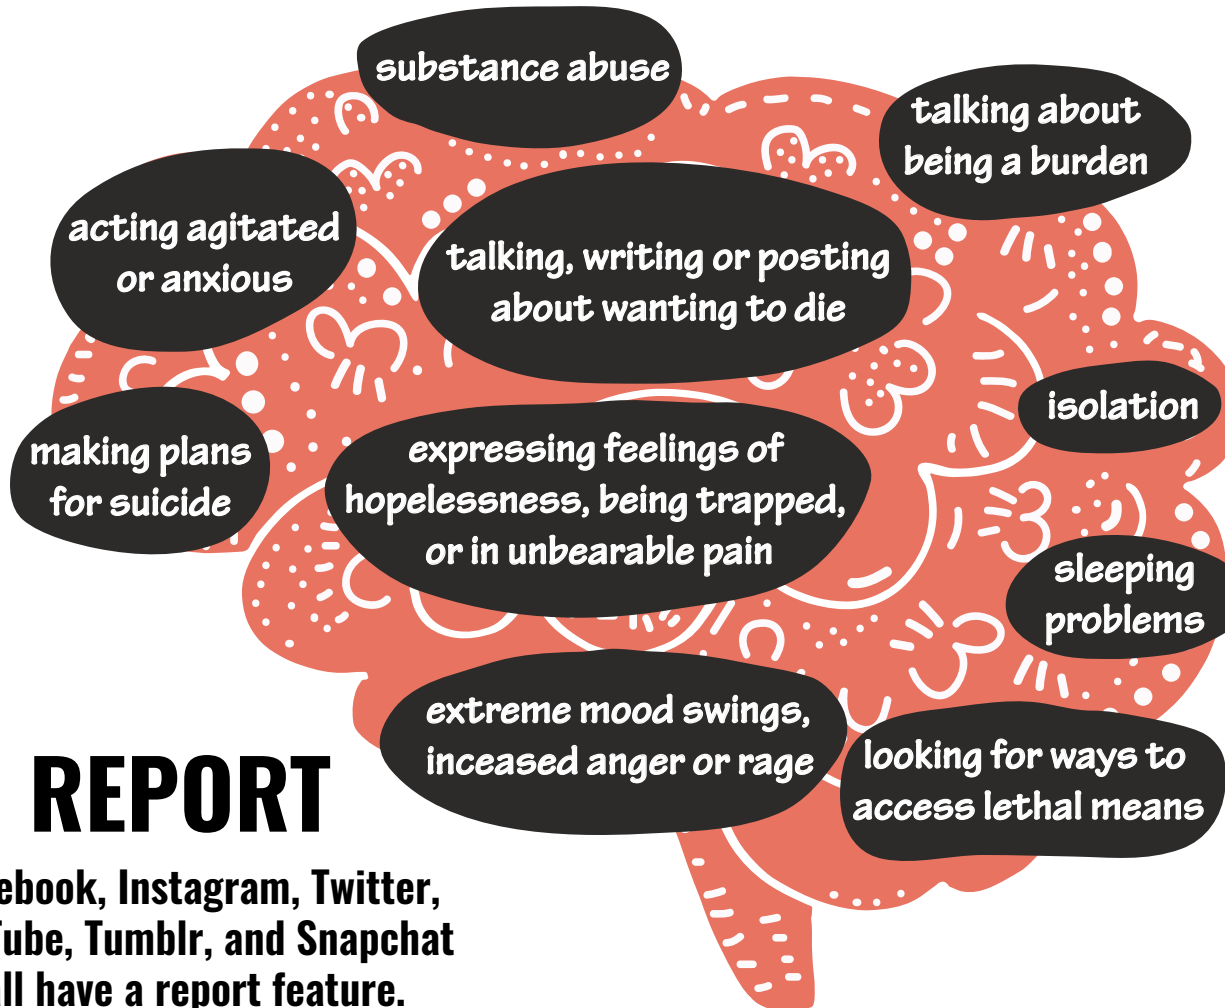 substance abuse
talking about
being a burden
acting agitated
or anxious
talking, writing or posting
about wanting to die
isolation
making plans
for suicide
expressing feelings of
hopelessness, being trapped,
or in unbearable pain
sleeping
problems
extreme mood swings,
inceased anger or rage
looking for ways to
access lethal means
REPORT
ebook, Instagram, Twitter,
ube, Tumblr, and Snapchat
ll have a report feature.